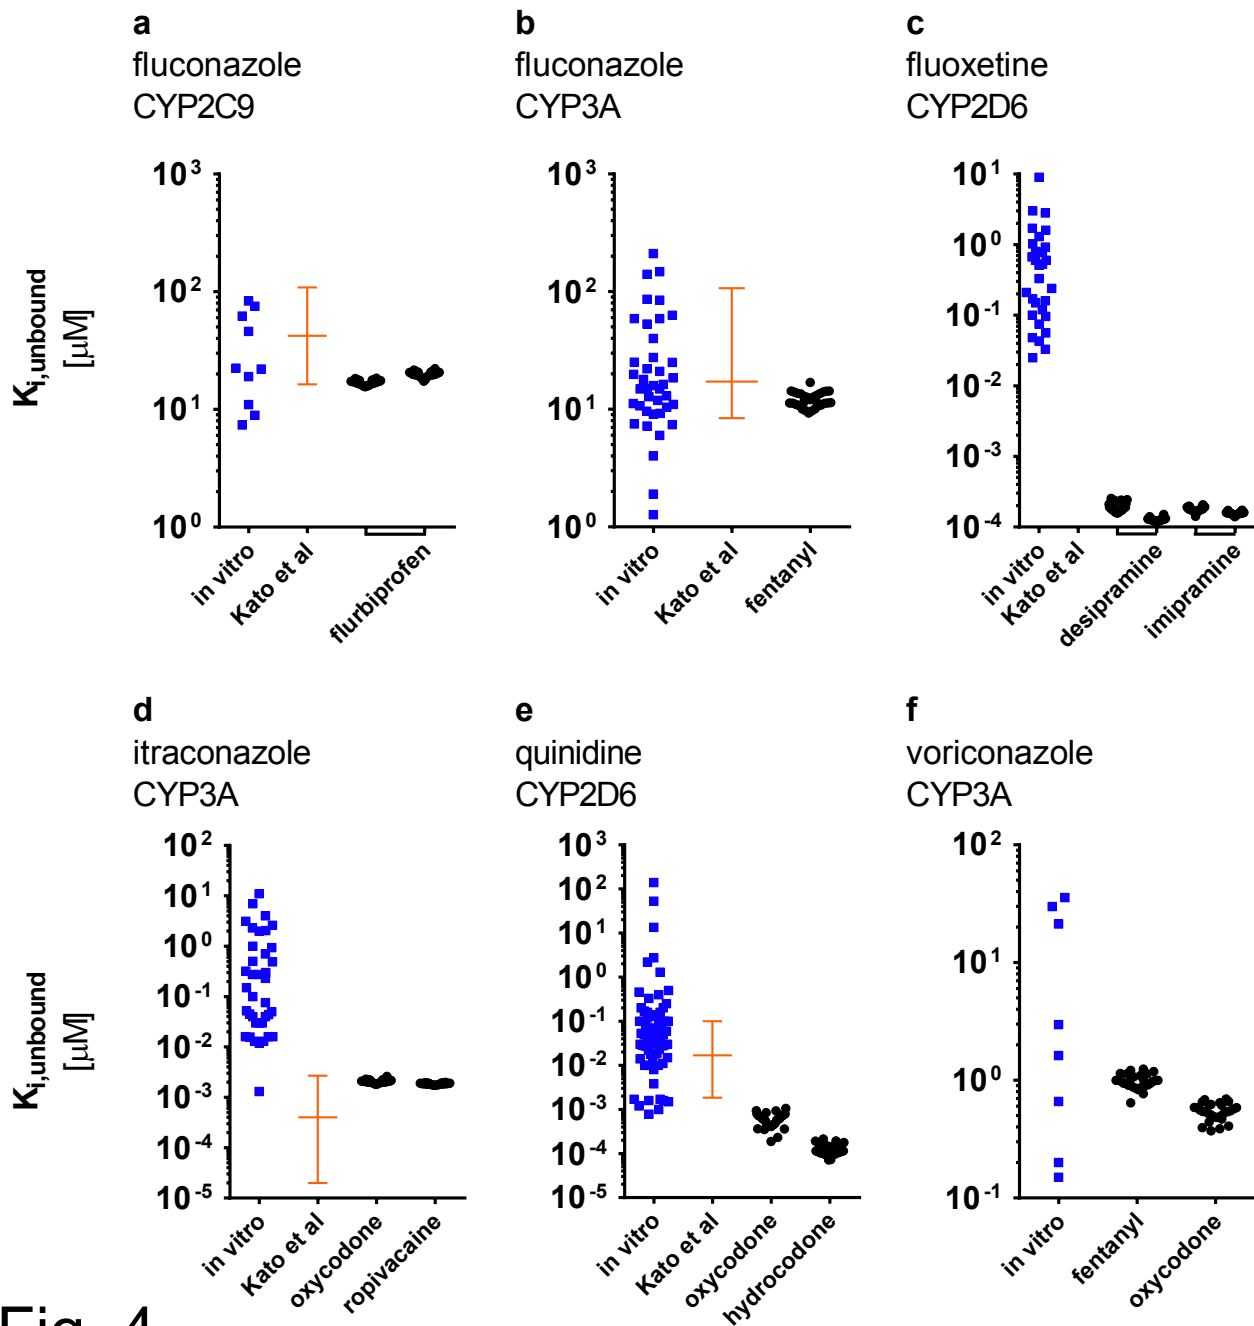 a
fluconazole
CYP2C9
b
fluconazole
CYP3A
c
fluoxetine
CYP2D6
Ki,unbound
[µM]
10³
10²
10¹
10⁰
in vitro
Kato et al
flurbiprofen
10³
10²
10¹
10⁰
in vitro
Kato et al
fentanyl
10¹
10⁰
10⁻¹
10⁻²
10⁻³
10⁻⁴
in vitro
Kato et al
desipramine
imipramine
d
itraconazole
CYP3A
e
quinidine
CYP2D6
f
voriconazole
CYP3A
Ki,unbound
[µM]
10²
10¹
10⁰
10⁻¹
10⁻²
10⁻³
10⁻⁴
10⁻⁵
in vitro
Kato et al
oxycodone
ropivacaine
10³
10²
10¹
10⁰
10⁻¹
10⁻²
10⁻³
10⁻⁴
10⁻⁵
in vitro
Kato et al
oxycodone
hydrocodone
10²
10¹
10⁰
10⁻¹
in vitro
fentanyl
oxycodone
Fig. 4